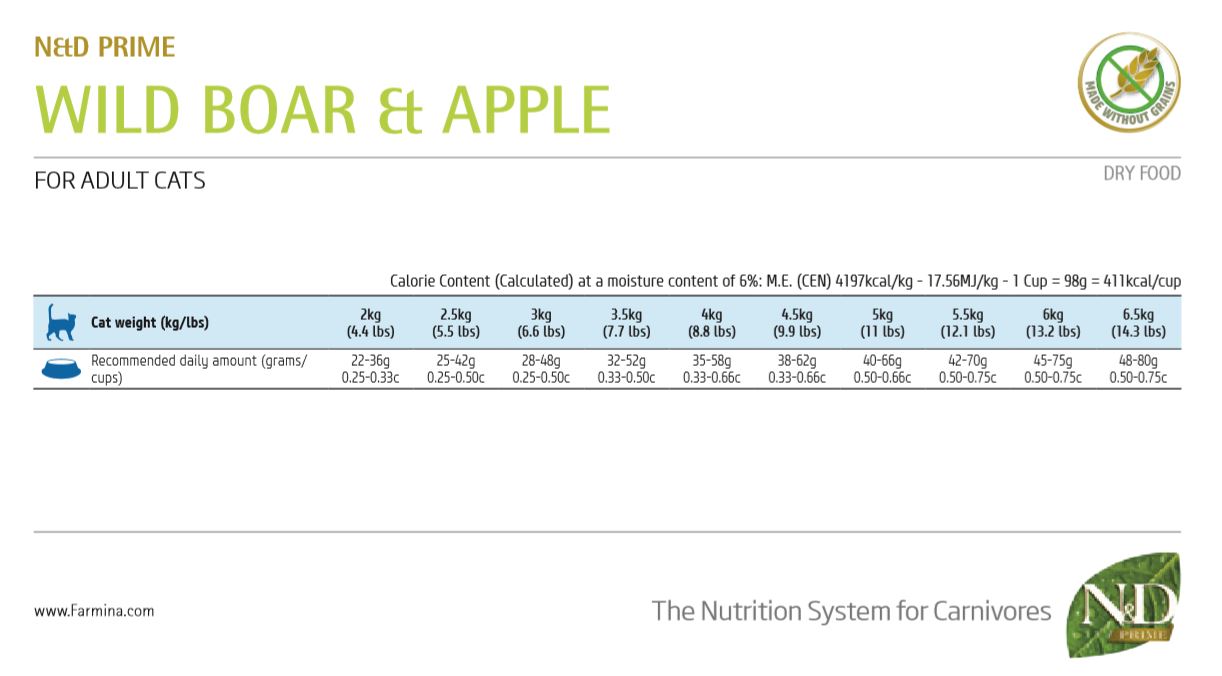 N&D PRIME
WILD BOAR & APPLE
MADE WITHOUT GRAINS
FOR ADULT CATS
DRY FOOD
Calorie Content (Calculated) at a moisture content of 6%: M.E. (CEN) 4197kcal/kg - 17.56MJ/kg - 1 Cup = 98g = 411kcal/cup
Cat weight (kg/lbs) 2kg (4.4 lbs) 2.5kg (5.5 lbs) 3kg (6.6 lbs) 3.5kg (7.7 lbs) 4kg (8.8 lbs) 4.5kg (9.9 lbs) 5kg (11 lbs) 5.5kg (12.1 lbs) 6kg (13.2 lbs) 6.5kg (14.3 lbs)
Recommended daily amount (grams/ 22-36g 25-42g 28-48g 32-52g 35-58g 38-62g 40-66g 42-70g 45-75g 48-80g
cups) 0.25-0.33c 0.25-0.50c 0.25-0.50c 0.33-0.50c 0.33-0.66c 0.33-0.66c 0.50-0.66c 0.50-0.75c 0.50-0.75c 0.50-0.75c
www.Farmina.com
The Nutrition System for Carnivores
N&D
PRIME